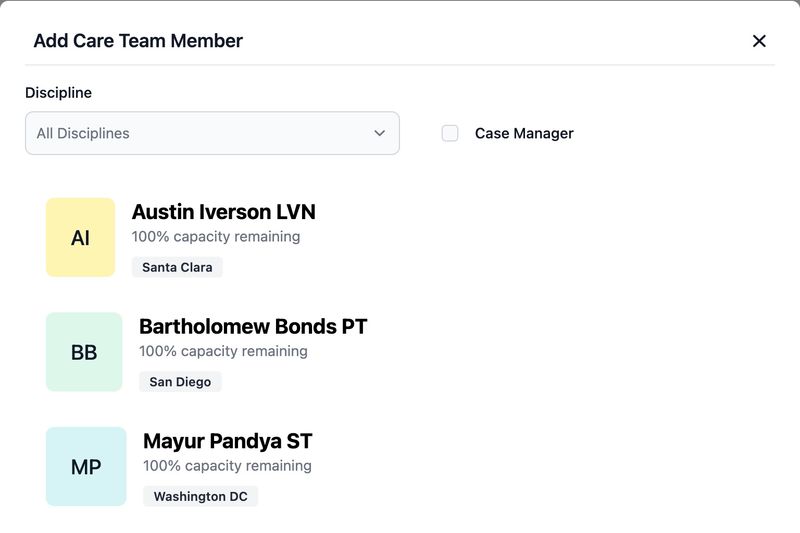 Add Care Team Member
Discipline
All Disciplines
Case Manager
AI
Austin Iverson LVN
100% capacity remaining
Santa Clara
BB
Bartholomew Bonds PT
100% capacity remaining
San Diego
MP
Mayur Pandya ST
100% capacity remaining
Washington DC